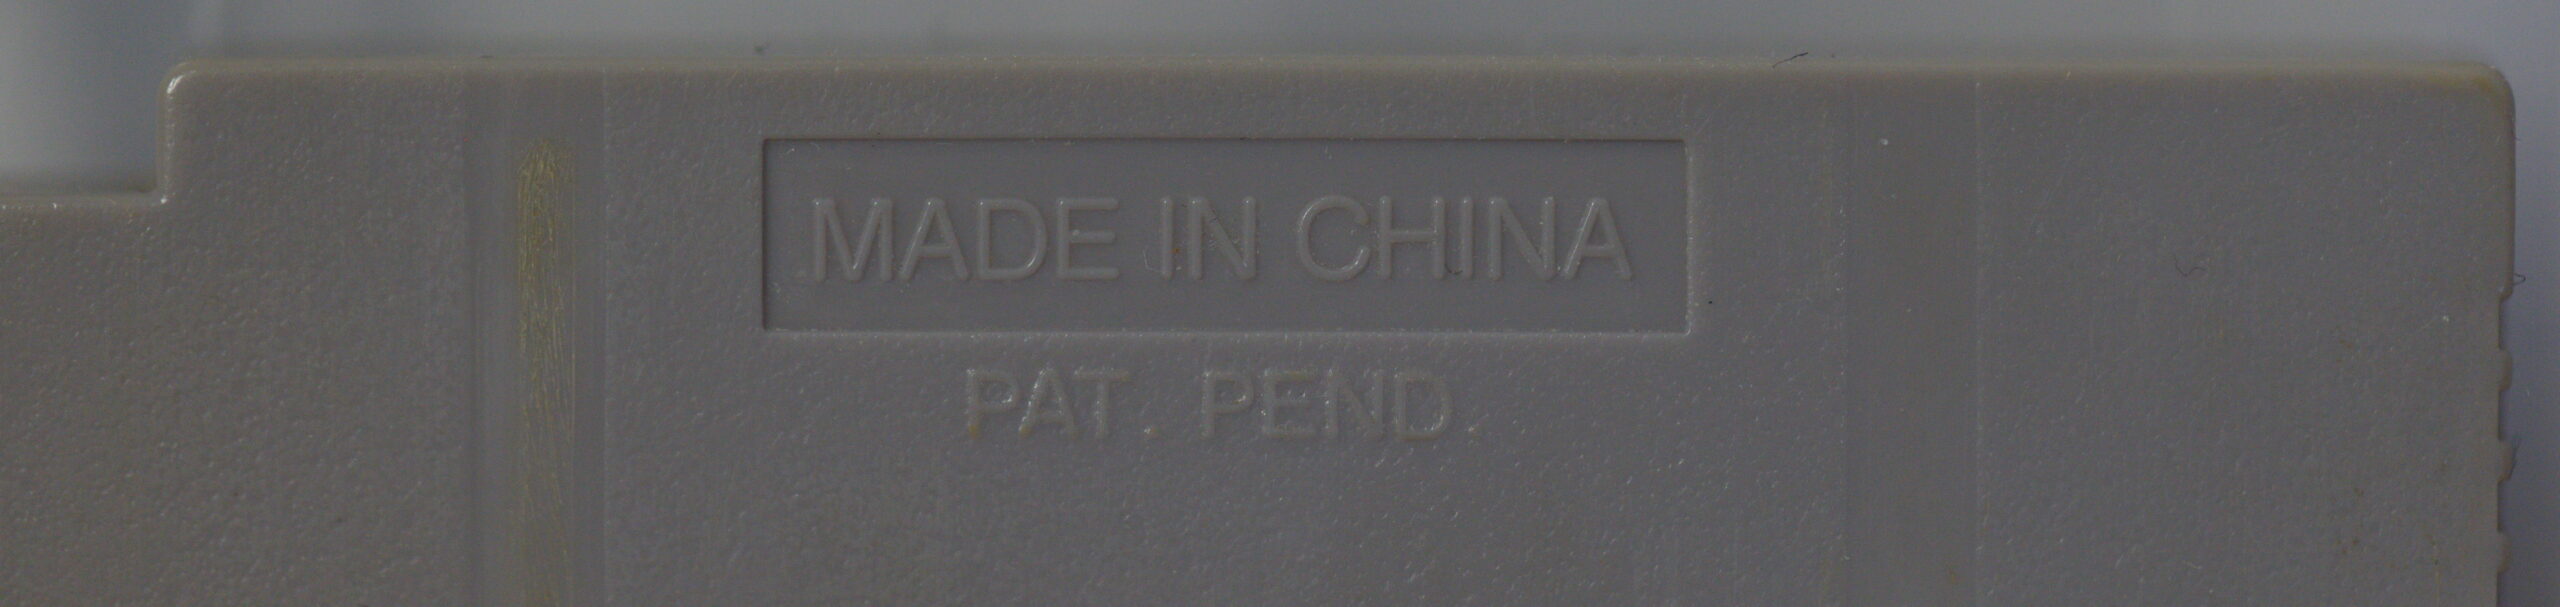 MADE IN CHINA
PAT. PEND.